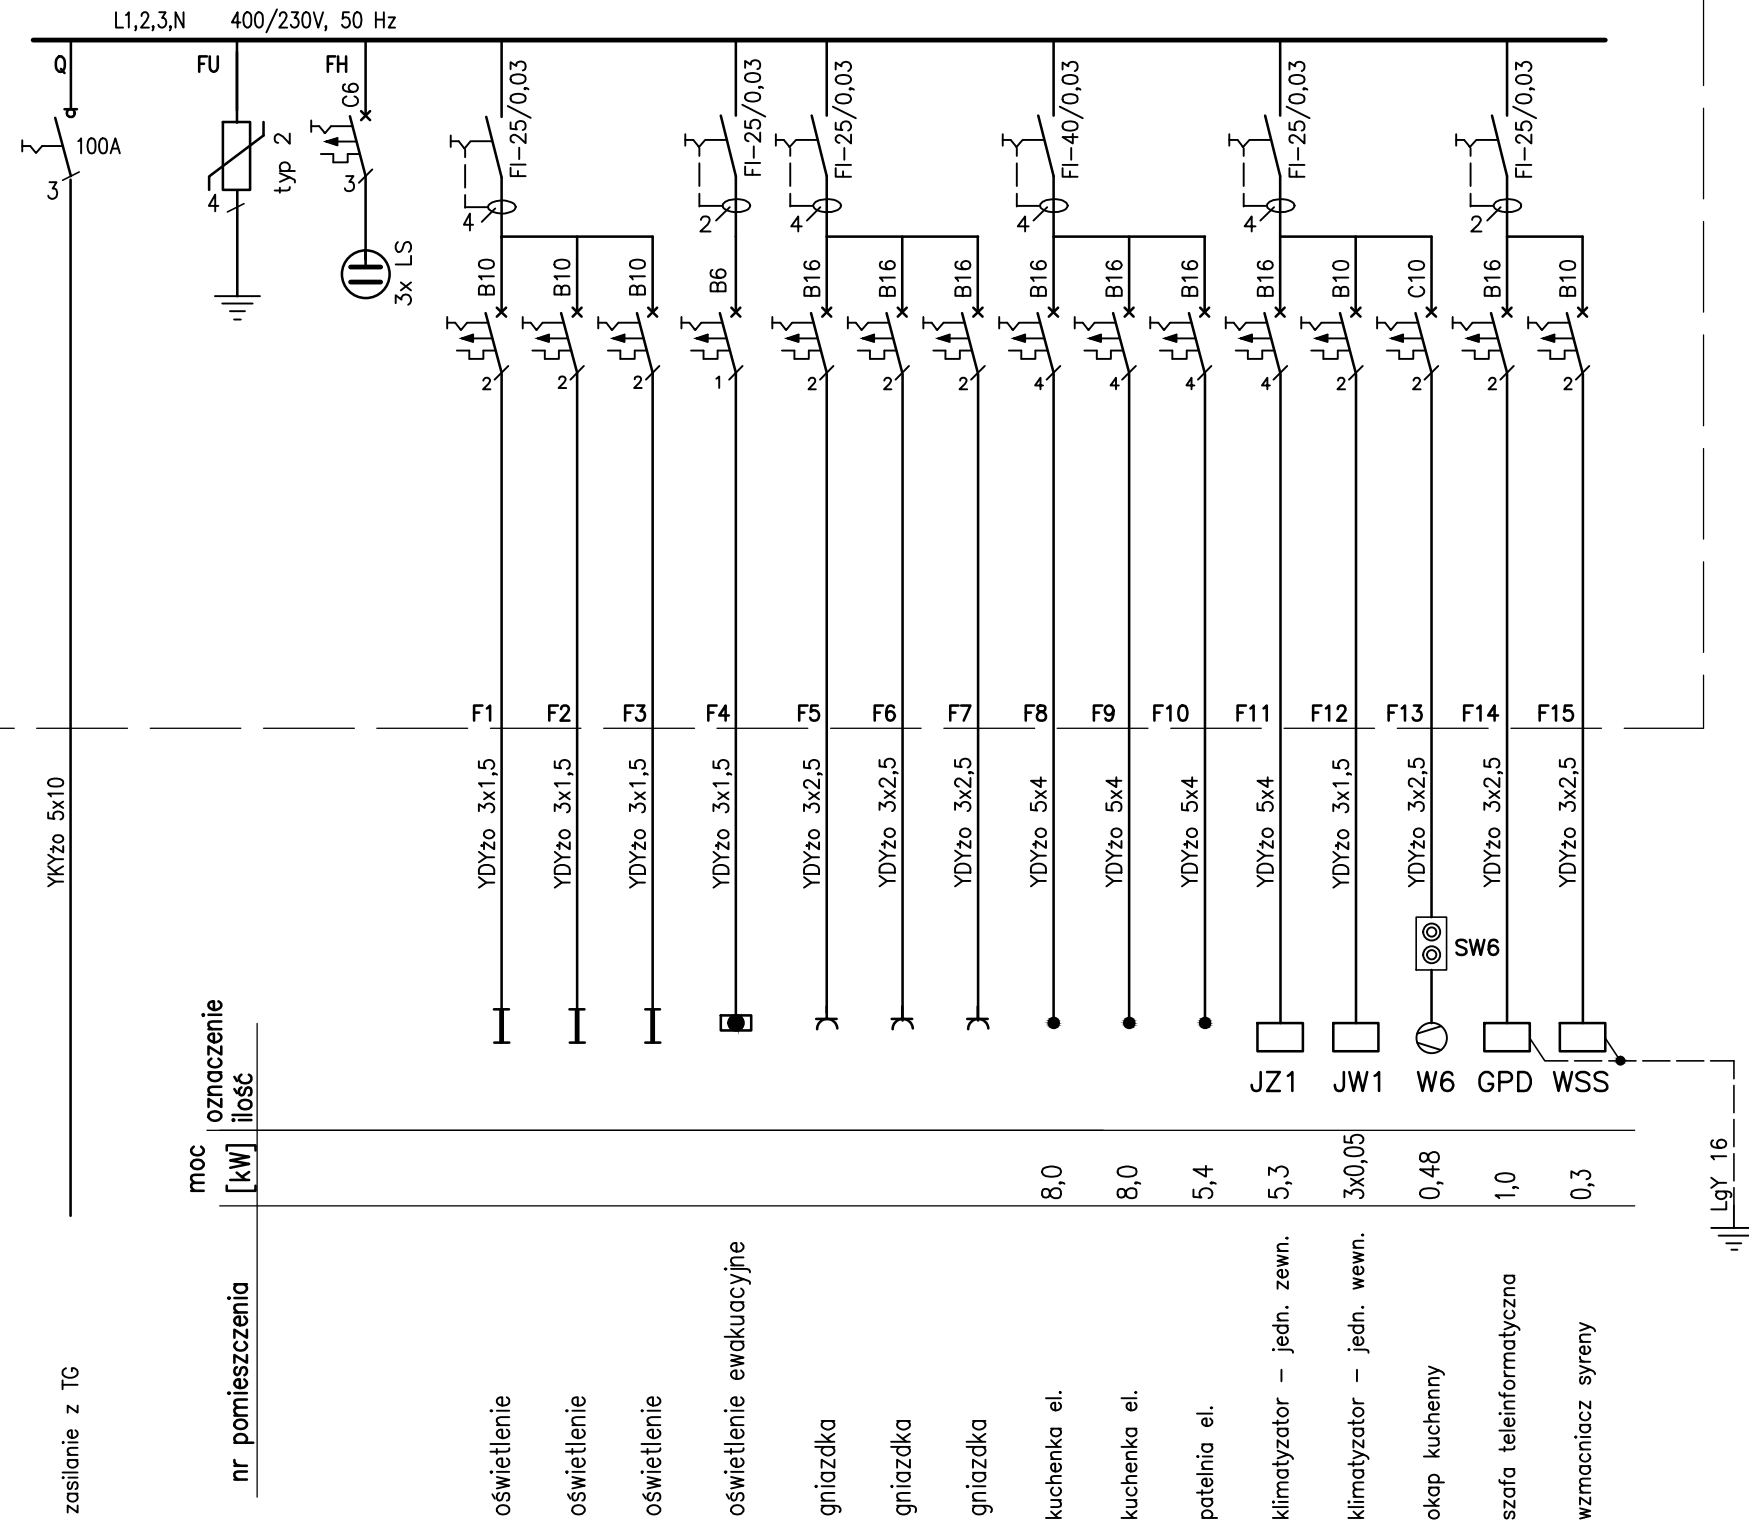 L1,2,3,N 400/230V, 50 Hz
Q
FU
FH
100A
3
typ 2
4
C6
3
3x LS
FI-25/0,03
FI-25/0,03
FI-25/0,03
FI-40/0,03
FI-25/0,03
FI-25/0,03
4
2
4
4
4
2
B10
B10
B10
B6
B16
B16
B16
B16
B16
B16
B16
B10
C10
B16
B10
2
2
2
1
2
2
2
4
4
4
4
2
2
2
2
F1
F2
F3
F4
F5
F6
F7
F8
F9
F10
F11
F12
F13
F14
F15
YKYżo 5x10
YDYżo 3x1,5
YDYżo 3x1,5
YDYżo 3x1,5
YDYżo 3x1,5
YDYżo 3x2,5
YDYżo 3x2,5
YDYżo 3x2,5
YDYżo 5x4
YDYżo 5x4
YDYżo 5x4
YDYżo 5x4
YDYżo 3x1,5
YDYżo 3x2,5
YDYżo 3x2,5
YDYżo 3x2,5
SW6
oznaczenie
ilość
JZ1
JW1
W6
GPD
WSS
moc
[kW]
8,0
8,0
5,4
5,3
3x0,05
0,48
1,0
0,3
LgY 16
nr pomieszczenia
zasilanie z TG
oświetlenie
oświetlenie
oświetlenie
oświetlenie ewakuacyjne
gniazdka
gniazdka
gniazdka
kuchenka el.
kuchenka el.
patelnia el.
klimatyzator – jedn. zewn.
klimatyzator – jedn. wewn.
okap kuchenny
szafa teleinformatyczna
wzmacniacz syreny